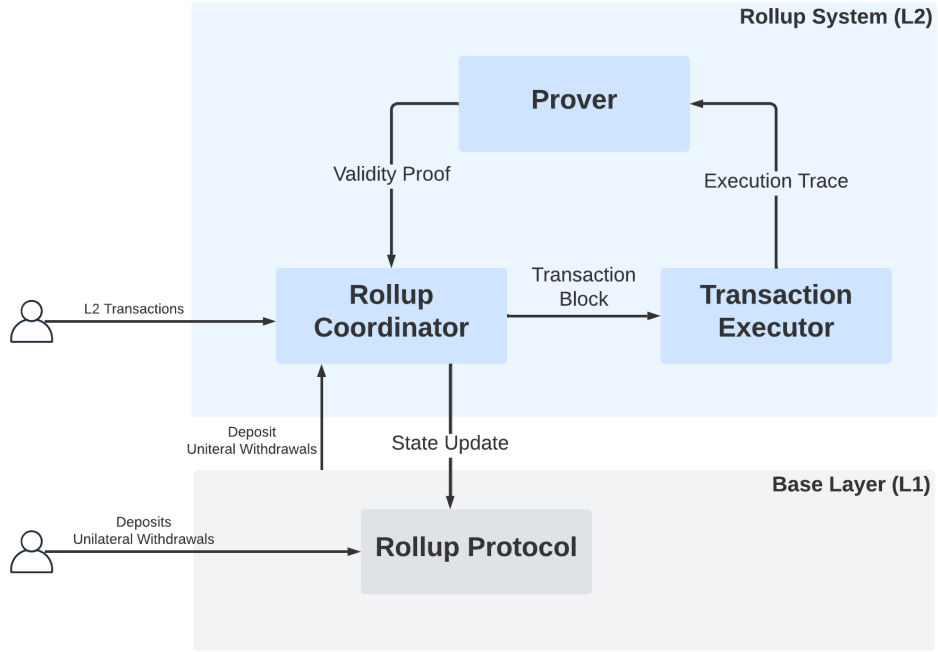 Rollup System (L2)
Prover
Validity Proof
Execution Trace
Rollup
Coordinator
Transaction
Block
Transaction
Executor
L2 Transactions
Deposit
Uniteral Withdrawals
State Update
Base Layer (L1)
Deposits
Unilateral Withdrawals
Rollup Protocol